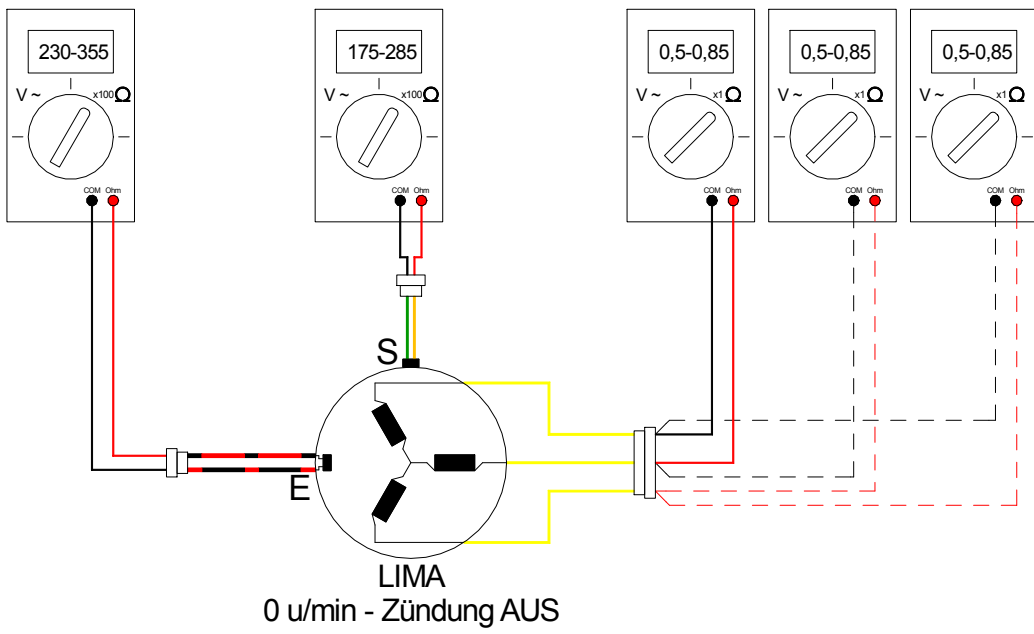 230-355
V ~ x100 Ω
COM Ohm
175-285
V ~ x100 Ω
COM Ohm
0,5-0,85
V ~ x1 Ω
COM Ohm
0,5-0,85
V ~ x1 Ω
COM Ohm
0,5-0,85
V ~ x1 Ω
COM Ohm
S
E
LIMA
0 u/min - Zündung AUS